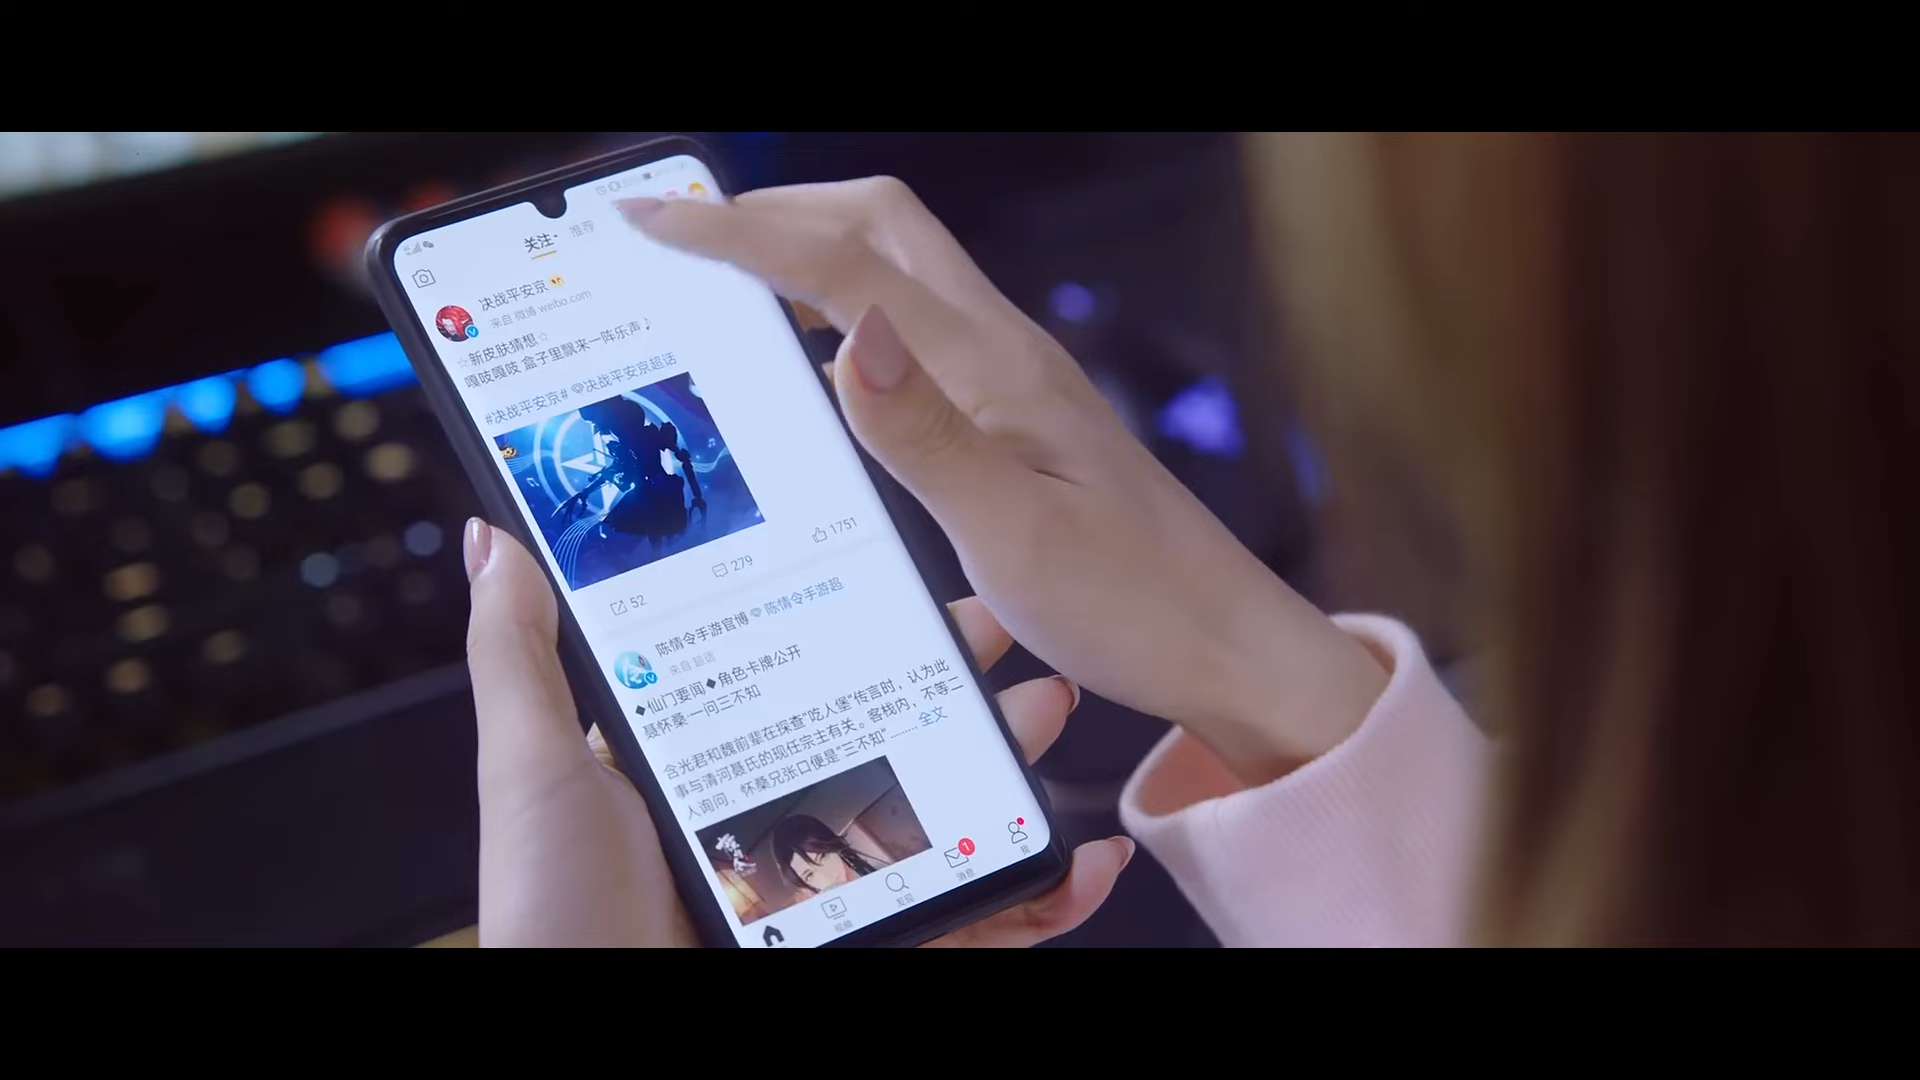 关注
推荐
决战平安京
来自 微博 weibo.com
☆新皮肤猜想☆
嘎吱嘎吱 盒子里飘来一阵乐声♪
#决战平安京# 决战平安京超话
52
279
1751
陈情令手游官博 陈情令手游超
来自 超话
◆仙门要闻◆角色卡牌公开
聂怀桑·一问三不知
含光君和魏前辈在探查“吃人堡”传言时，认为此
事与清河聂氏的现任宗主有关。客栈内，不等二
人询问，怀桑兄张口便是“三不知” ……… 全文
视频
发现
1
消息
我